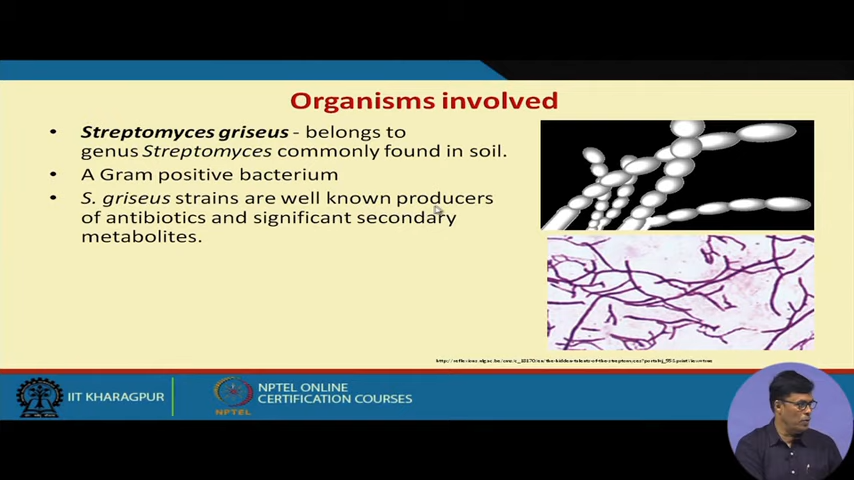 Organisms involved
• Streptomyces griseus - belongs to
genus Streptomyces commonly found in soil.
• A Gram positive bacterium
• S. griseus strains are well known producers
of antibiotics and significant secondary
metabolites.
IIT KHARAGPUR
NPTEL
NPTEL ONLINE
CERTIFICATION COURSES